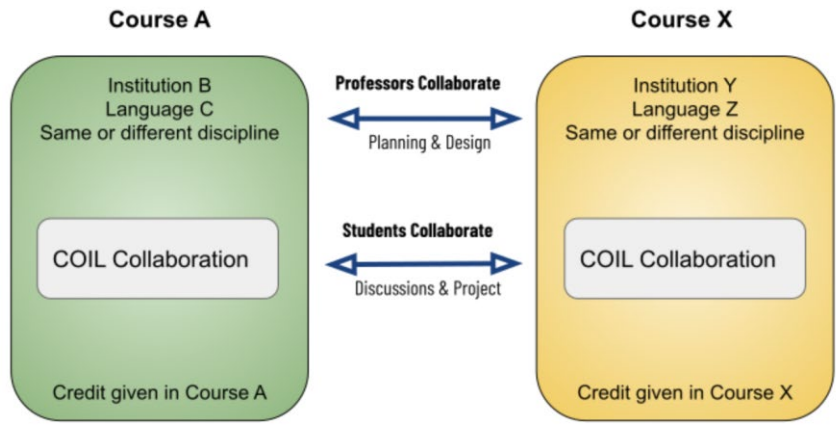 Course A
Institution B
Language C
Same or different discipline
COIL Collaboration
Credit given in Course A
Professors Collaborate
Planning & Design
Students Collaborate
Discussions & Project
Course X
Institution Y
Language Z
Same or different discipline
COIL Collaboration
Credit given in Course X